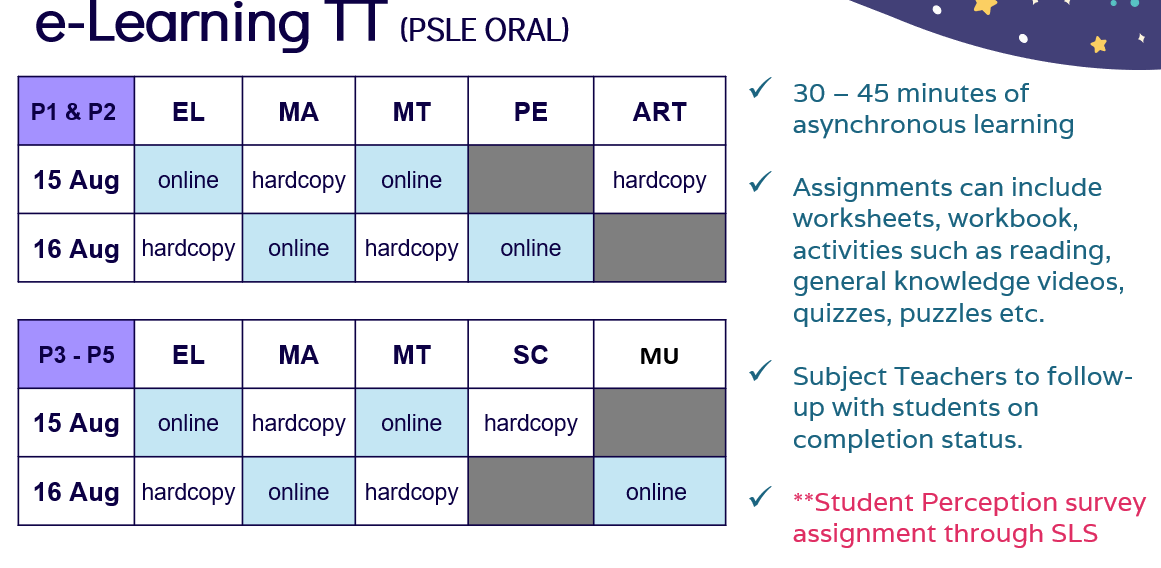 e-Learning TT (PSLE ORAL)
P1 & P2 EL MA MT PE ART
15 Aug online hardcopy online hardcopy
16 Aug hardcopy online hardcopy online
P3 - P5 EL MA MT SC MU
15 Aug online hardcopy online hardcopy
16 Aug hardcopy online hardcopy online
30 – 45 minutes of
asynchronous learning
Assignments can include
worksheets, workbook,
activities such as reading,
general knowledge videos,
quizzes, puzzles etc.
Subject Teachers to follow-
up with students on
completion status.
**Student Perception survey
assignment through SLS